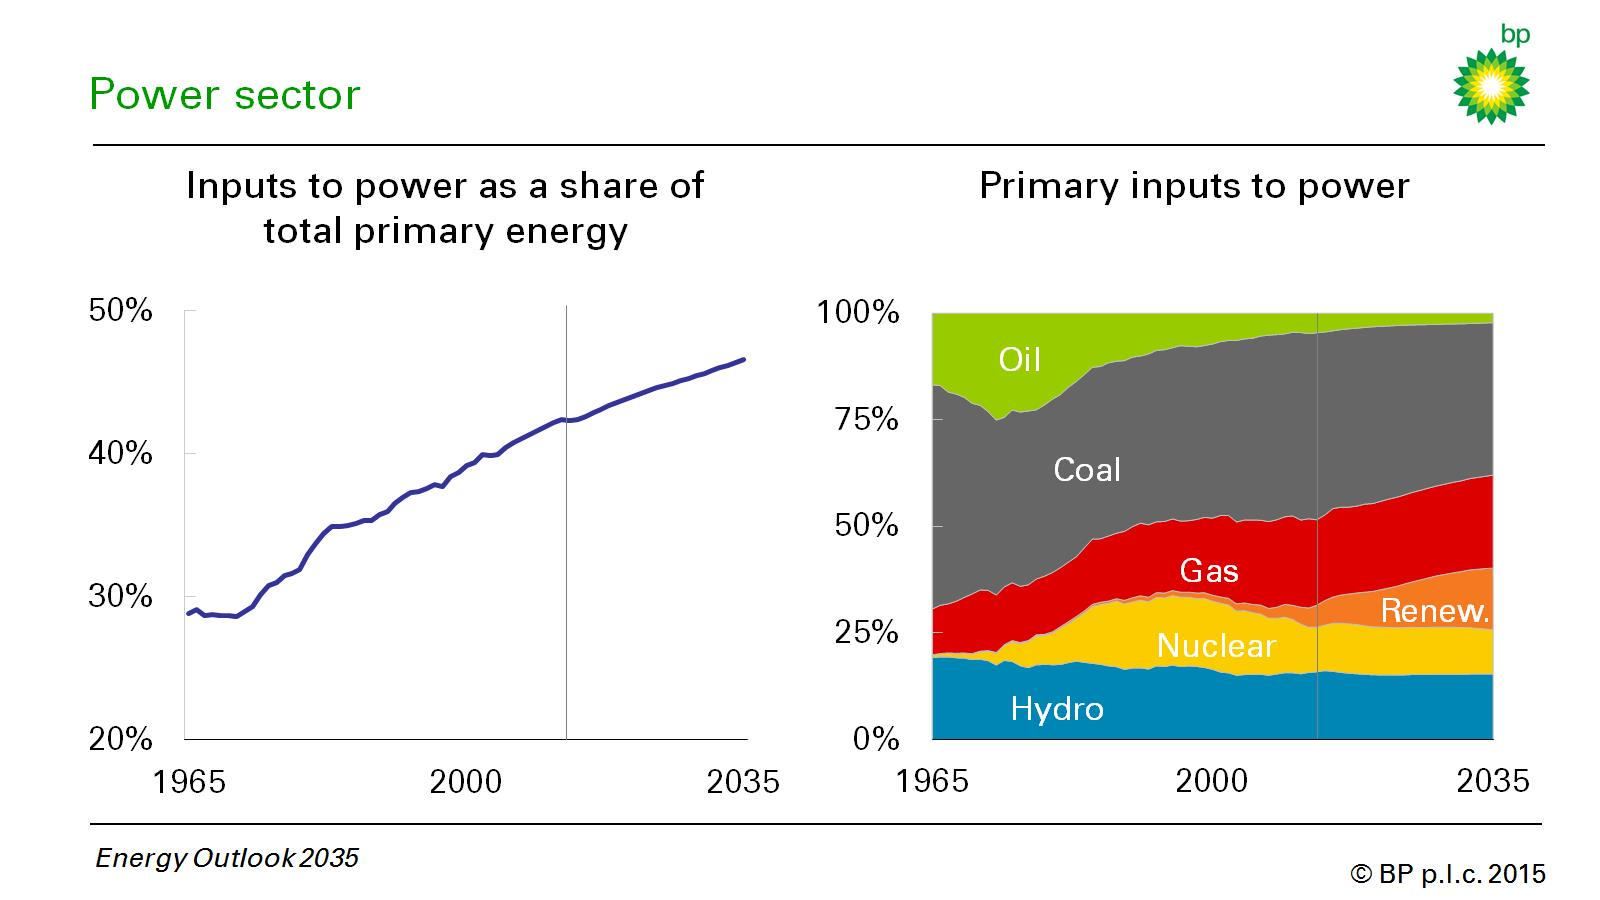 bp
Power sector
Inputs to power as a share of
total primary energy
50%
40%
30%
20%
1965
2000
2035
Primary inputs to power
100%
75%
50%
25%
0%
Oil
Coal
Gas
Renew.
Nuclear
Hydro
1965
2000
2035
Energy Outlook 2035
© BP p.l.c. 2015